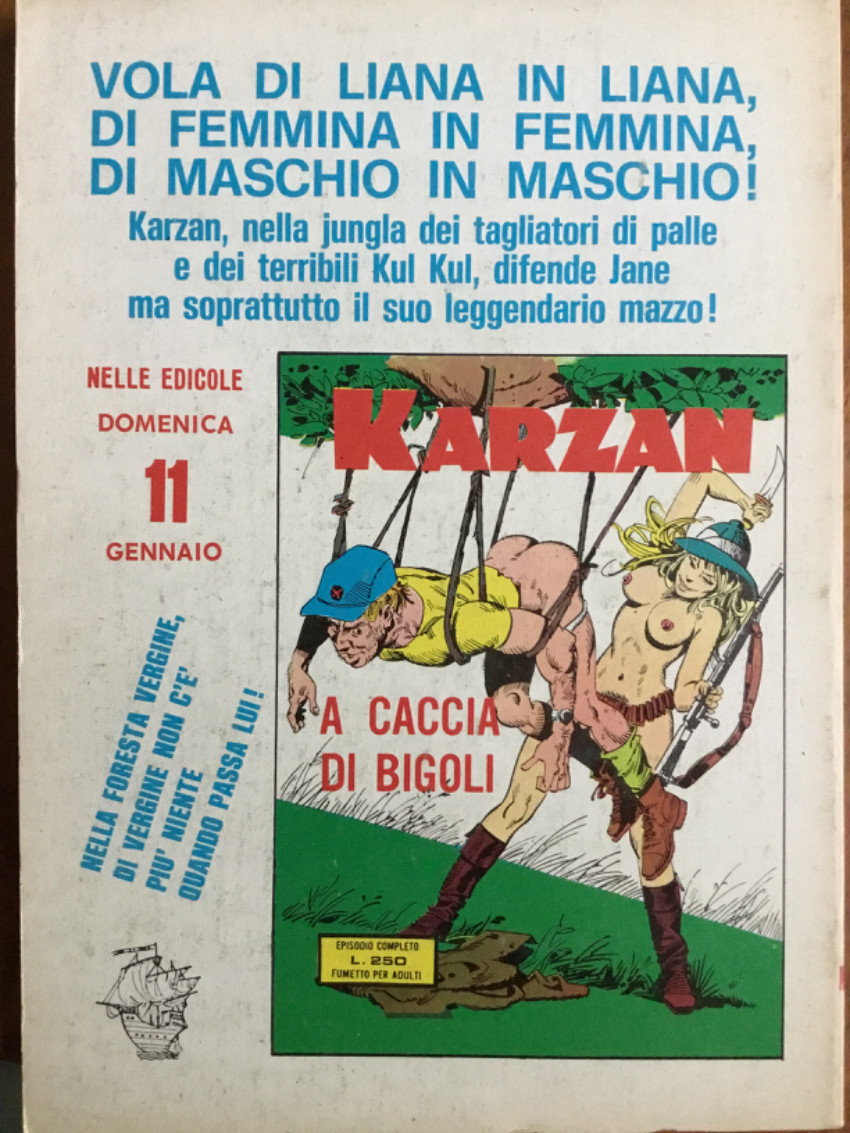 VOLA DI LIANA IN LIANA,
DI FEMMINA IN FEMMINA,
DI MASCHIO IN MASCHIO!
Karzan, nella jungla dei tagliatori di palle
e dei terribili Kul Kul, difende Jane
ma soprattutto il suo leggendario mazzo!
NELLE EDICOLE
DOMENICA
11
GENNAIO
NELLA FORESTA VERGINE,
DI VERGINE NON C'E'
PIU' NIENTE
QUANDO PASSA LUI!
KARZAN
A CACCIA
DI BIGOLI
EPISODIO COMPLETO
L. 250
FUMETTO PER ADULTI